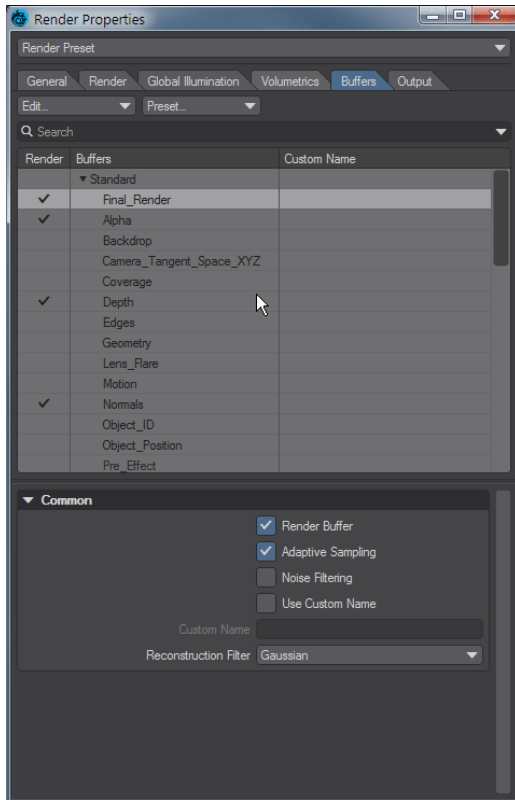 Render Properties
Render Preset
General Render Global Illumination Volumetrics Buffers Output
Edit... Preset...
Search
Render Buffers Custom Name
Standard
Final_Render
Alpha
Backdrop
Camera_Tangent_Space_XYZ
Coverage
Depth
Edges
Geometry
Lens_Flare
Motion
Normals
Object_ID
Object_Position
Pre_Effect
Common
Render Buffer
Adaptive Sampling
Noise Filtering
Use Custom Name
Custom Name
Reconstruction Filter Gaussian